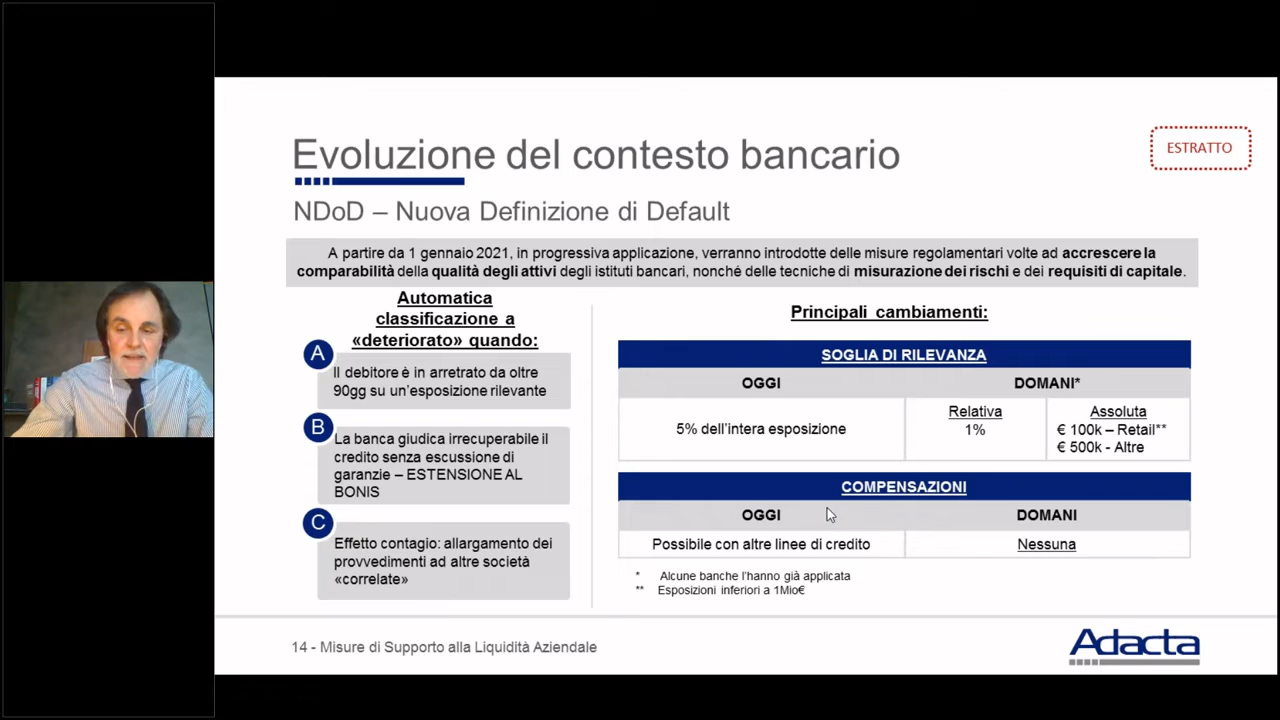 Evoluzione del contesto bancario
ESTRATTO
NDoD – Nuova Definizione di Default
A partire da 1 gennaio 2021, in progressiva applicazione, verranno introdotte delle misure regolamentari volte ad accrescere la
comparabilità della qualità degli attivi degli istituti bancari, nonché delle tecniche di misurazione dei rischi e dei requisiti di capitale.
Automatica
classificazione a
«deteriorato» quando:
A
Il debitore è in arretrato da oltre
90gg su un'esposizione rilevante
B
La banca giudica irrecuperabile il
credito senza escussione di
garanzie – ESTENSIONE AL
BONIS
C
Effetto contagio: allargamento dei
provvedimenti ad altre società
«correlate»
Principali cambiamenti:
SOGLIA DI RILEVANZA
OGGI
DOMANI*
5% dell'intera esposizione
Relativa
1%
Assoluta
€ 100k – Retail**
€ 500k - Altre
COMPENSAZIONI
OGGI
DOMANI
Possibile con altre linee di credito
Nessuna
* Alcune banche l'hanno già applicata
** Esposizioni inferiori a 1Mio€
14 - Misure di Supporto alla Liquidità Aziendale
Adacta